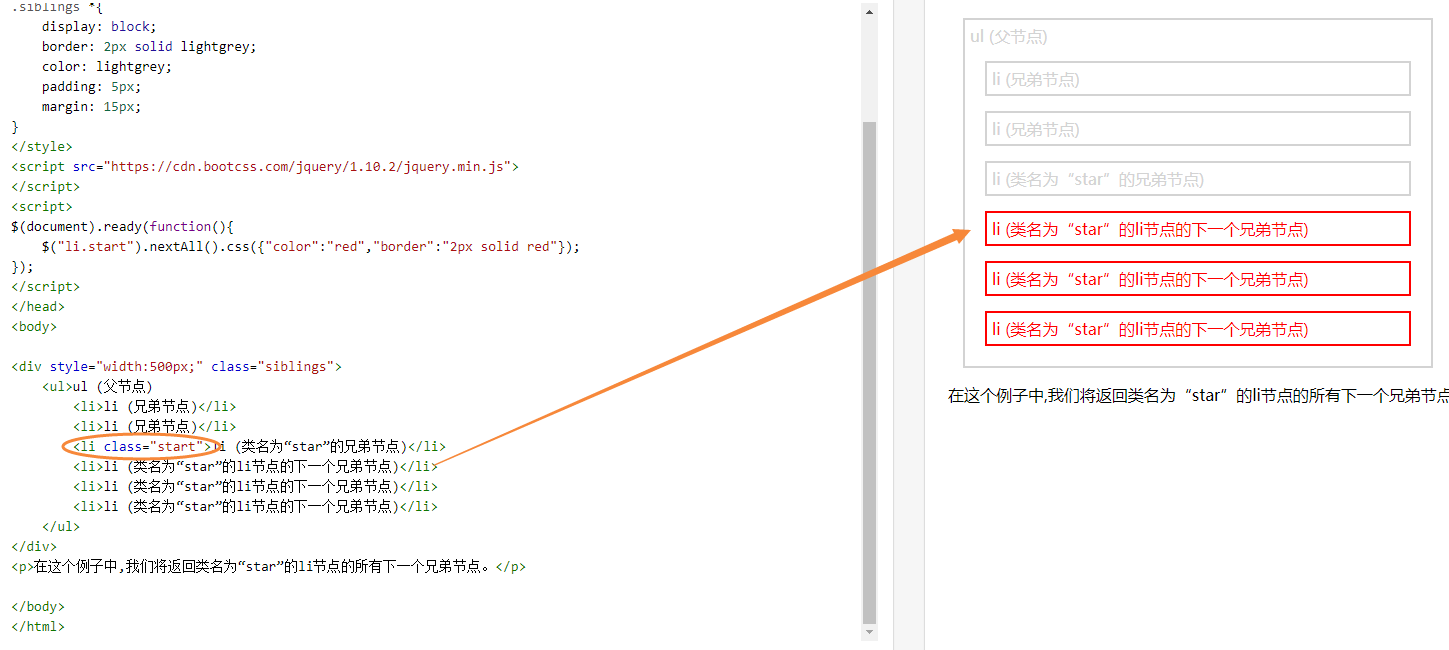 .siblings *{
display: block;
border: 2px solid lightgrey;
color: lightgrey;
padding: 5px;
margin: 15px;
}
</style>
<script src="https://cdn.bootcss.com/jquery/1.10.2/jquery.min.js">
</script>
<script>
$(document).ready(function(){
$("li.start").nextAll().css({"color":"red","border":"2px solid red"});
});
</script>
</head>
<body>
<div style="width:500px;" class="siblings">
<ul>ul (父节点)
<li>li (兄弟节点)</li>
<li>li (兄弟节点)</li>
<li class="start">li (类名为“star”的兄弟节点)</li>
<li>li (类名为“star”的li节点的下一个兄弟节点)</li>
<li>li (类名为“star”的li节点的下一个兄弟节点)</li>
<li>li (类名为“star”的li节点的下一个兄弟节点)</li>
</ul>
</div>
<p>在这个例子中,我们将返回类名为“star”的li节点的所有下一个兄弟节点。</p>
</body>
</html>
ul (父节点)
li (兄弟节点)
li (兄弟节点)
li (类名为“star”的兄弟节点)
li (类名为“star”的li节点的下一个兄弟节点)
li (类名为“star”的li节点的下一个兄弟节点)
li (类名为“star”的li节点的下一个兄弟节点)
在这个例子中,我们将返回类名为“star”的li节点的所有下一个兄弟节点